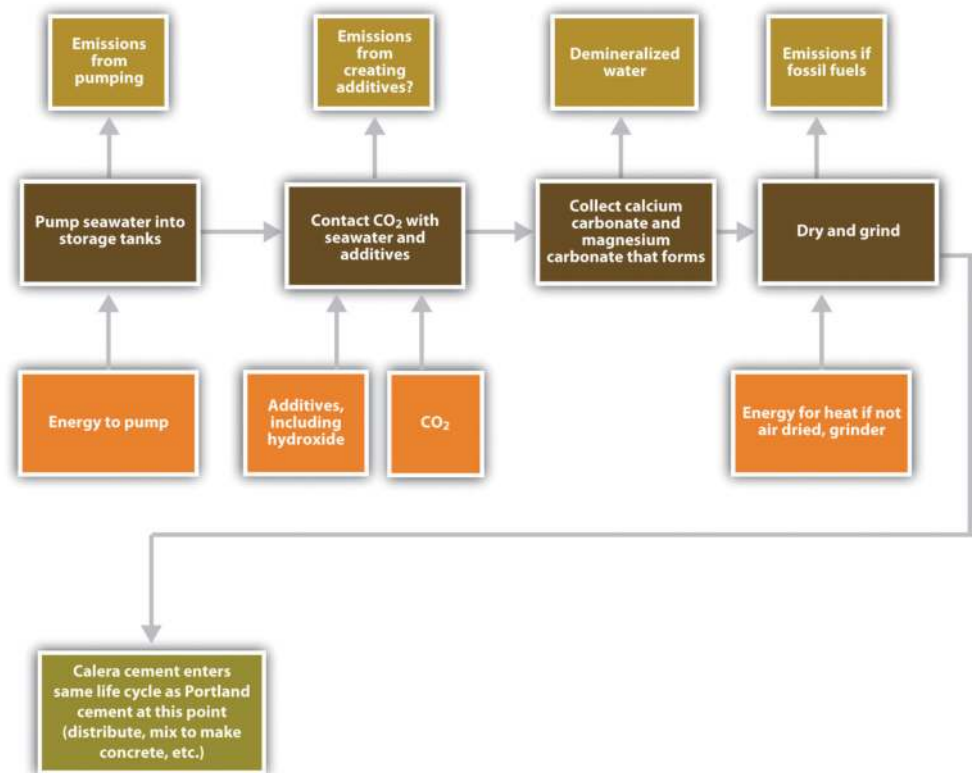 Emissions
from
pumping
Emissions
from
creating
additives?
Demineralized
water
Emissions if
fossil fuels
Pump seawater into
storage tanks
Contact CO₂ with
seawater and
additives
Collect calcium
carbonate and
magnesium
carbonate that forms
Dry and grind
Energy to pump
Additives,
including
hydroxide
CO₂
Energy for heat if not
air dried, grinder
Calera cement enters
same life cycle as Portland
cement at this point
(distribute, mix to make
concrete, etc.)